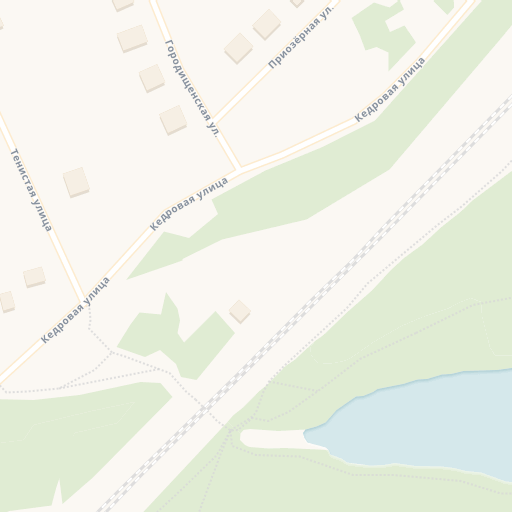 Приозёрная ул.
Городищенская ул.
Кедровая улица
Тенистая улица
Кедровая улица
Кедровая улица